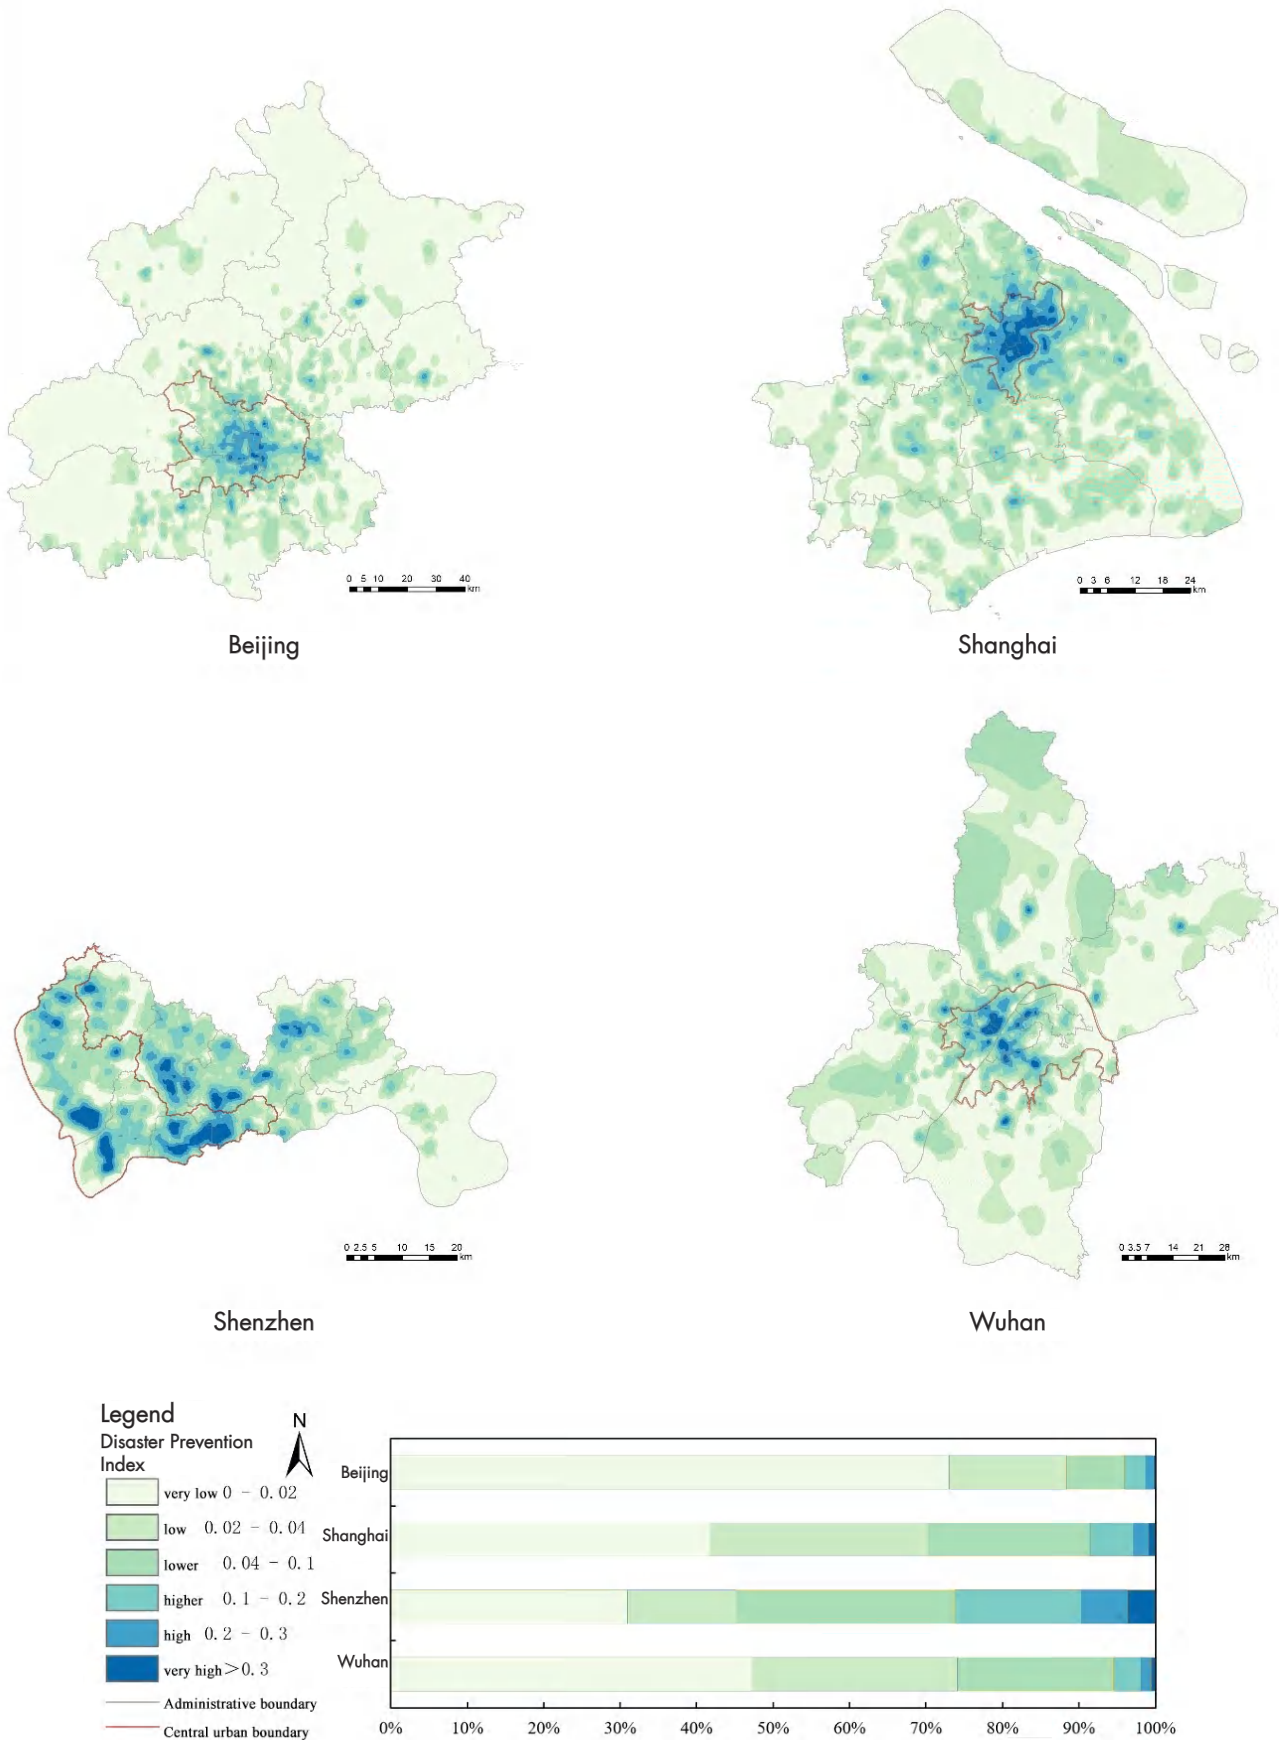 0 5 10 20 30 40
km
Beijing
0 3 6 12 18 24
km
Shanghai
0 2.5 5 10 15 20
km
Shenzhen
0 3.5 7 14 21 28
km
Wuhan
Legend
Disaster Prevention
Index
N
very low 0 - 0.02
low 0.02 - 0.04
lower 0.04 - 0.1
higher 0.1 - 0.2
high 0.2 - 0.3
very high >0.3
Administrative boundary
Central urban boundary
Beijing
Shanghai
Shenzhen
Wuhan
0% 10% 20% 30% 40% 50% 60% 70% 80% 90% 100%